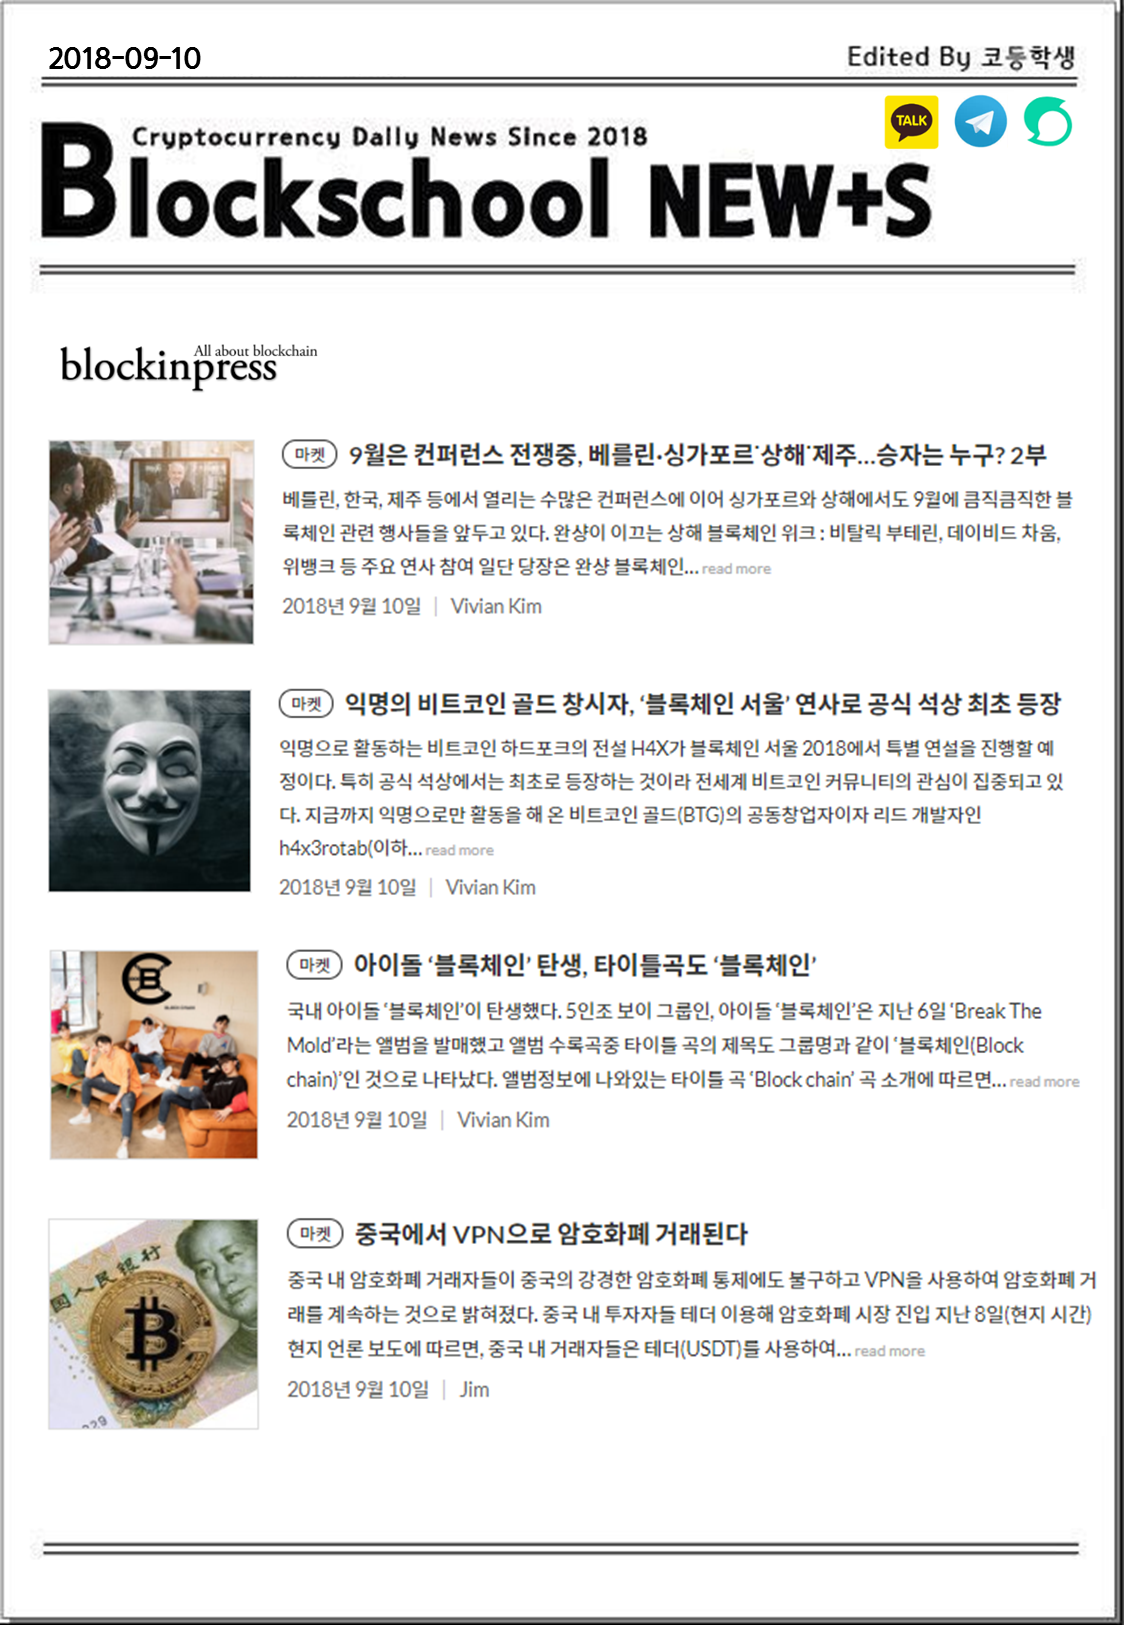 2018-09-10
Edited By 코등학생
TALK
Cryptocurrency Daily News Since 2018
Blockschool NEW+S
All about blockchain
blockinpress
마켓 9월은 컨퍼런스 전쟁중, 베를린·싱가포르˙상해˙제주…승자는 누구? 2부
베를린, 한국, 제주 등에서 열리는 수많은 컨퍼런스에 이어 싱가포르와 상해에서도 9월에 큼직큼직한 블
록체인 관련 행사들을 앞두고 있다. 완샹이 이끄는 상해 블록체인 위크 : 비탈릭 부테린, 데이비드 차움,
위뱅크 등 주요 연사 참여 일단 당장은 완샹 블록체인... read more
2018년 9월 10일 | Vivian Kim
마켓 익명의 비트코인 골드 창시자, ‘블록체인 서울’ 연사로 공식 석상 최초 등장
익명으로 활동하는 비트코인 하드포크의 전설 H4X가 블록체인 서울 2018에서 특별 연설을 진행할 예
정이다. 특히 공식 석상에서는 최초로 등장하는 것이라 전세계 비트코인 커뮤니티의 관심이 집중되고 있
다. 지금까지 익명으로만 활동을 해 온 비트코인 골드(BTG)의 공동창업자이자 리드 개발자인
h4x3rotab(이하... read more
2018년 9월 10일 | Vivian Kim
마켓 아이돌 ‘블록체인’ 탄생, 타이틀곡도 ‘블록체인’
국내 아이돌 ‘블록체인’이 탄생했다. 5인조 보이 그룹인, 아이돌 ‘블록체인’은 지난 6일 ‘Break The
Mold’라는 앨범을 발매했고 앨범 수록곡중 타이틀 곡의 제목도 그룹명과 같이 ‘블록체인(Block
chain)’인 것으로 나타났다. 앨범정보에 나와있는 타이틀 곡 ‘Block chain’ 곡 소개에 따르면... read more
2018년 9월 10일 | Vivian Kim
마켓 중국에서 VPN으로 암호화폐 거래된다
중국 내 암호화폐 거래자들이 중국의 강경한 암호화폐 통제에도 불구하고 VPN을 사용하여 암호화폐 거
래를 계속하는 것으로 밝혀졌다. 중국 내 투자자들 테더 이용해 암호화폐 시장 진입 지난 8일(현지 시간)
현지 언론 보도에 따르면, 중국 내 거래자들은 테더(USDT)를 사용하여... read more
2018년 9월 10일 | Jim